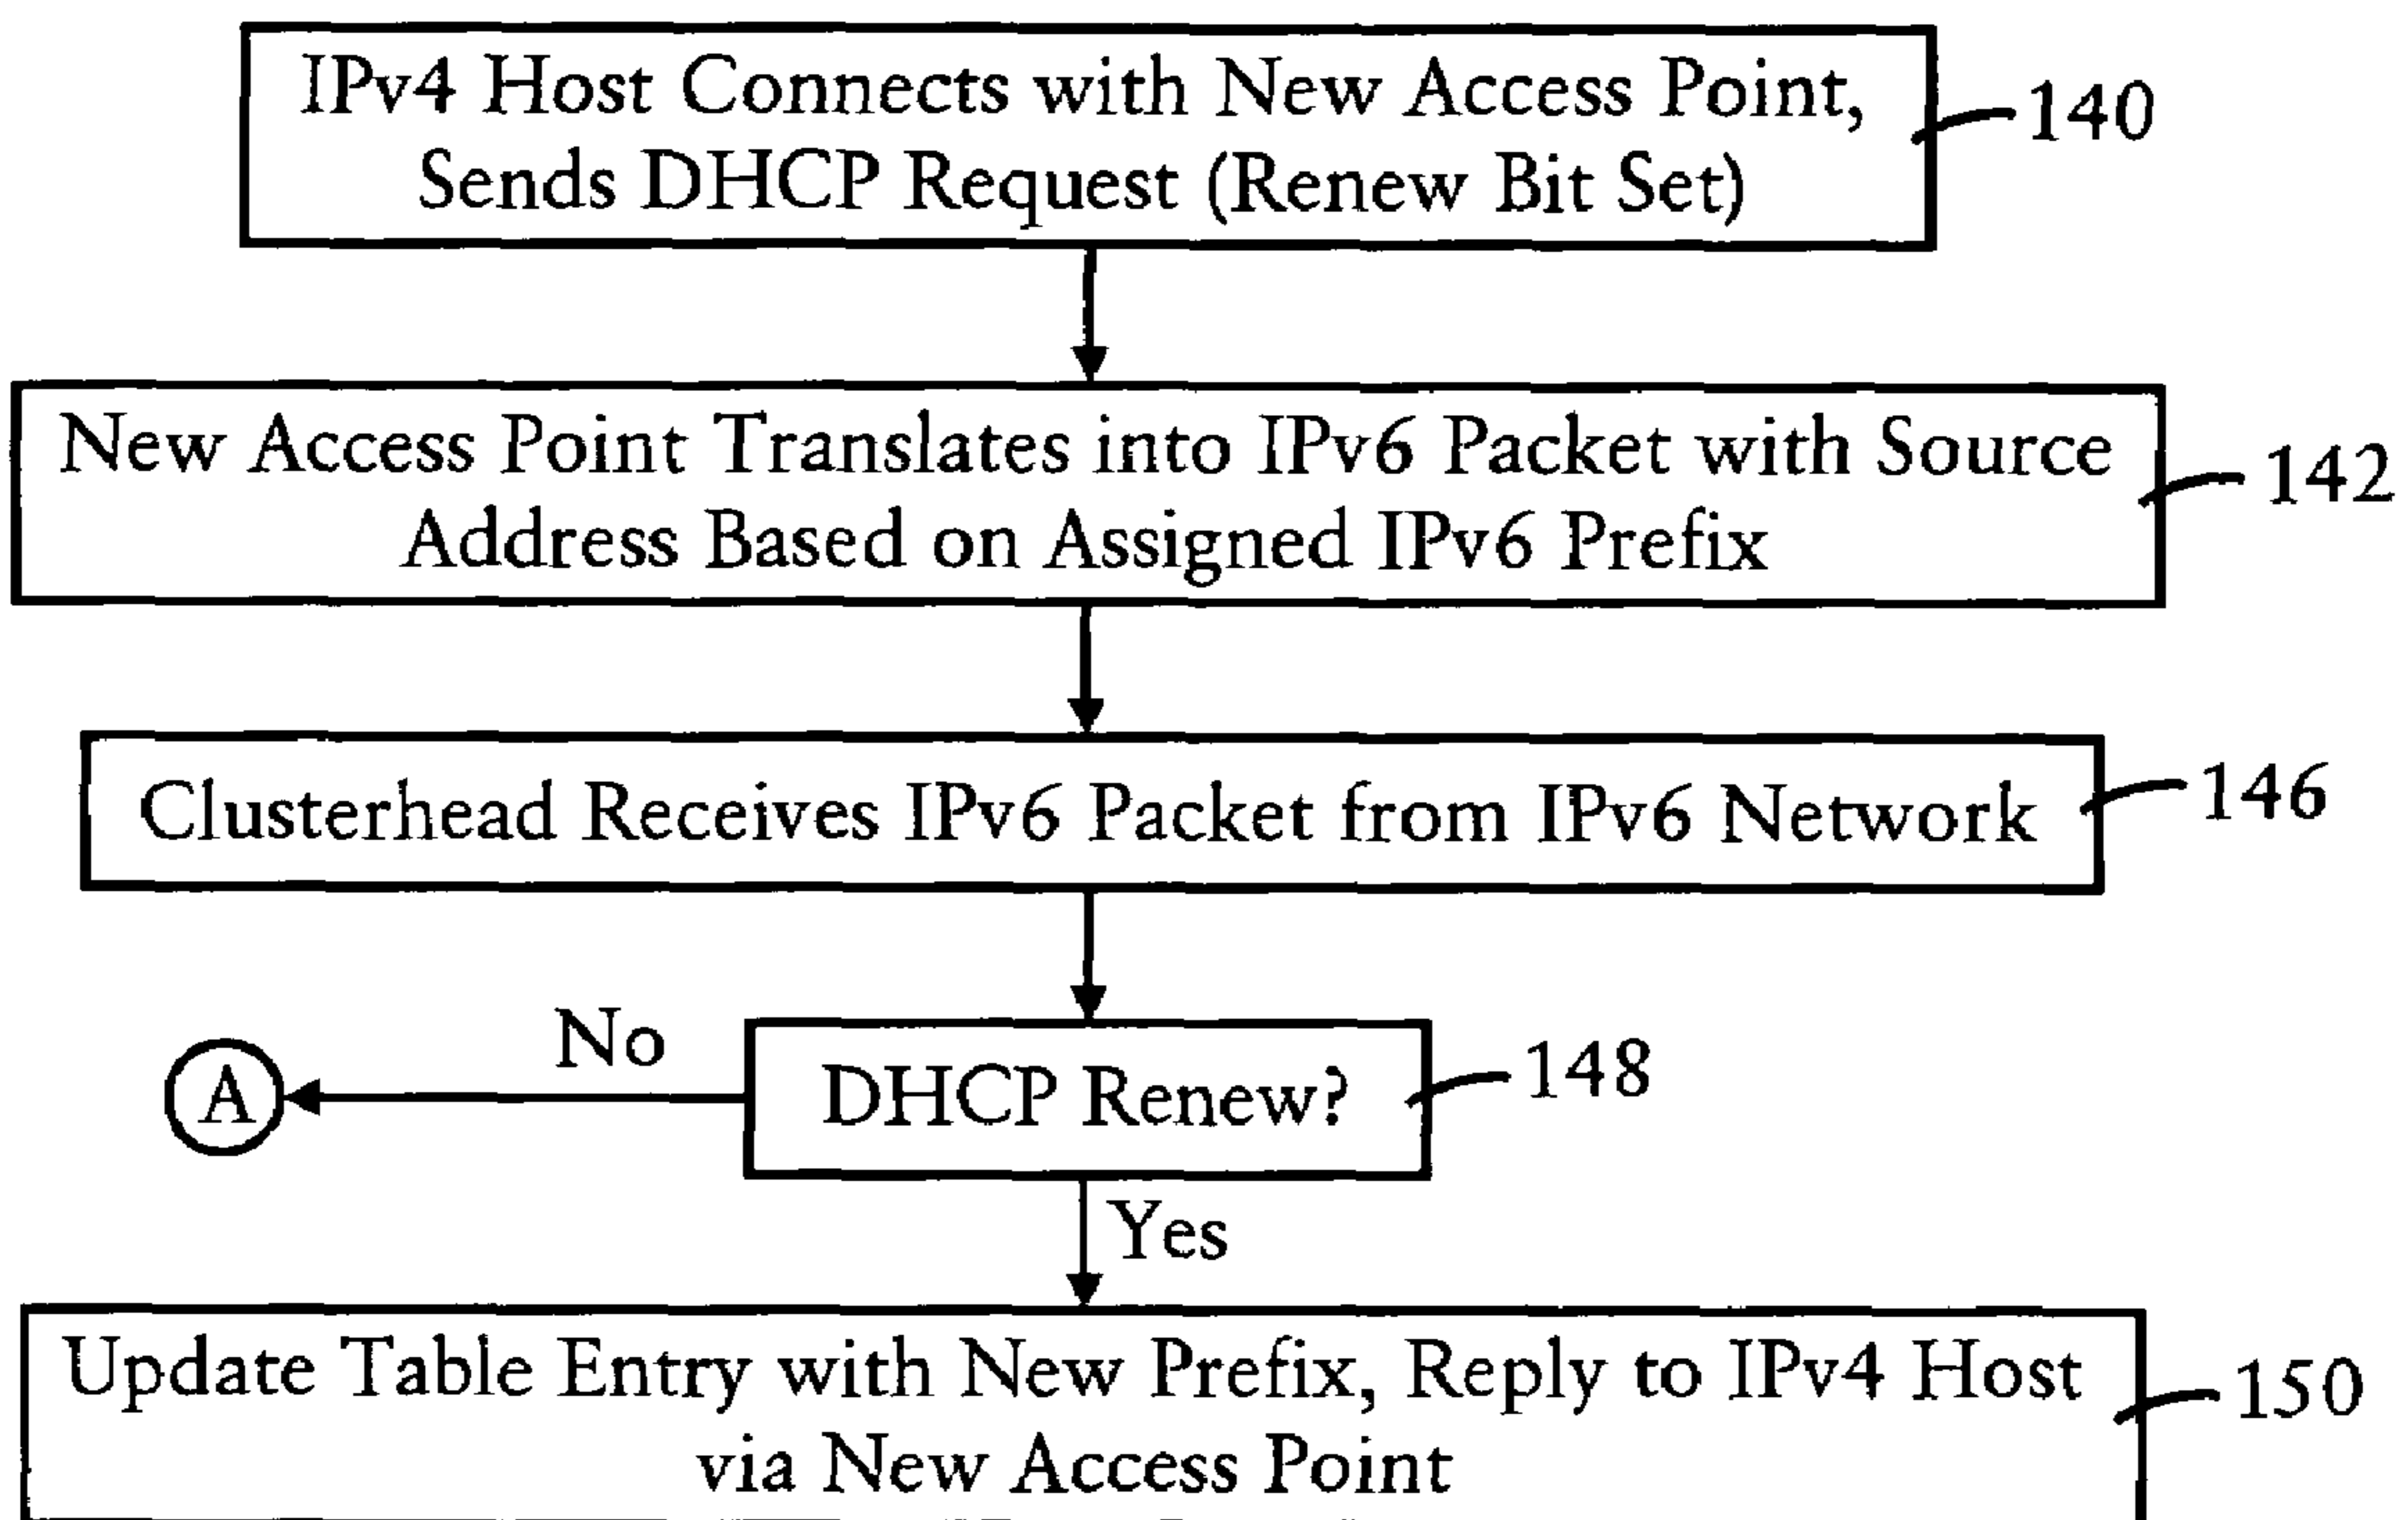 IPv4 Host Connects with New Access Point,
Sends DHCP Request (Renew Bit Set)
140
New Access Point Translates into IPv6 Packet with Source
Address Based on Assigned IPv6 Prefix
142
Clusterhead Receives IPv6 Packet from IPv6 Network
146
No
A
DHCP Renew?
148
Yes
Update Table Entry with New Prefix, Reply to IPv4 Host
via New Access Point
150